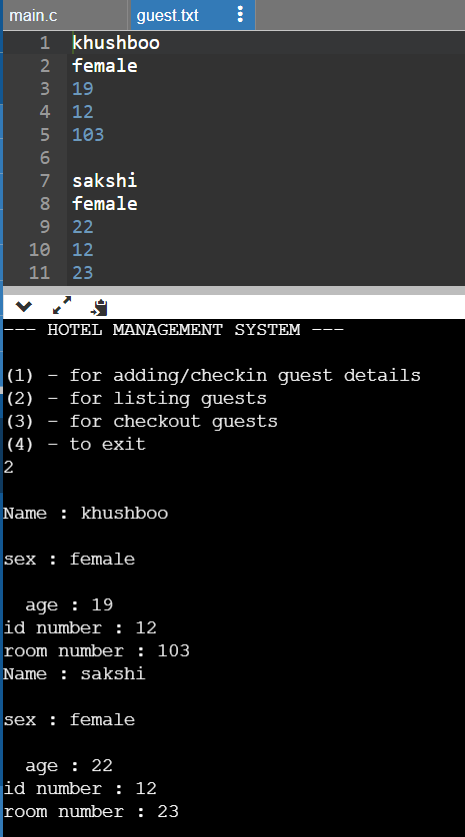 main.c guest.txt
1 khushboo
2 female
3 19
4 12
5 103
6
7 sakshi
8 female
9 22
10 12
11 23
--- HOTEL MANAGEMENT SYSTEM ---
(1) - for adding/checkin guest details
(2) - for listing guests
(3) - for checkout guests
(4) - to exit
2
Name : khushboo
sex : female
age : 19
id number : 12
room number : 103
Name : sakshi
sex : female
age : 22
id number : 12
room number : 23